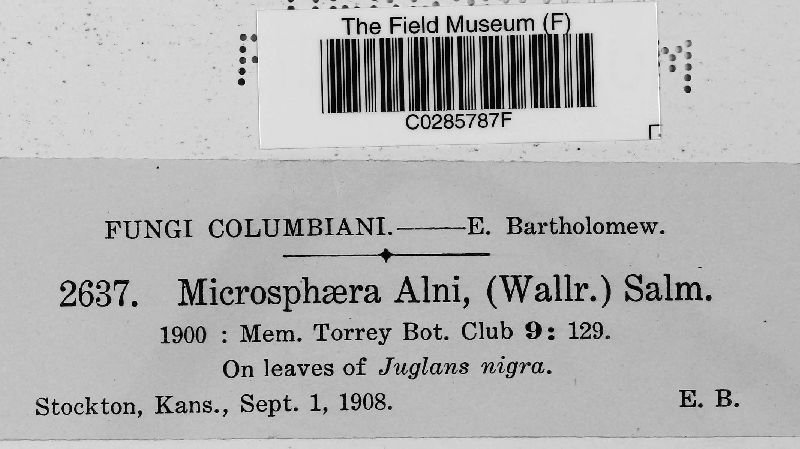 The Field Museum (F)
C0285787F
FUNGI COLUMBIANI.——E. Bartholomew.
2637. Microsphæra Alni, (Wallr.) Salm.
1900 : Mem. Torrey Bot. Club 9: 129.
On leaves of Juglans nigra.
Stockton, Kans., Sept. 1, 1908. E. B.